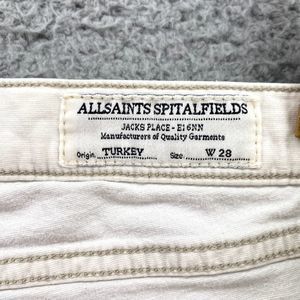 ALLSAINTS SPITALFIELDS
JACKS PLACE - E1 6NN
Manufacturers of Quality Garments
Origin: TURKEY Size: W 28